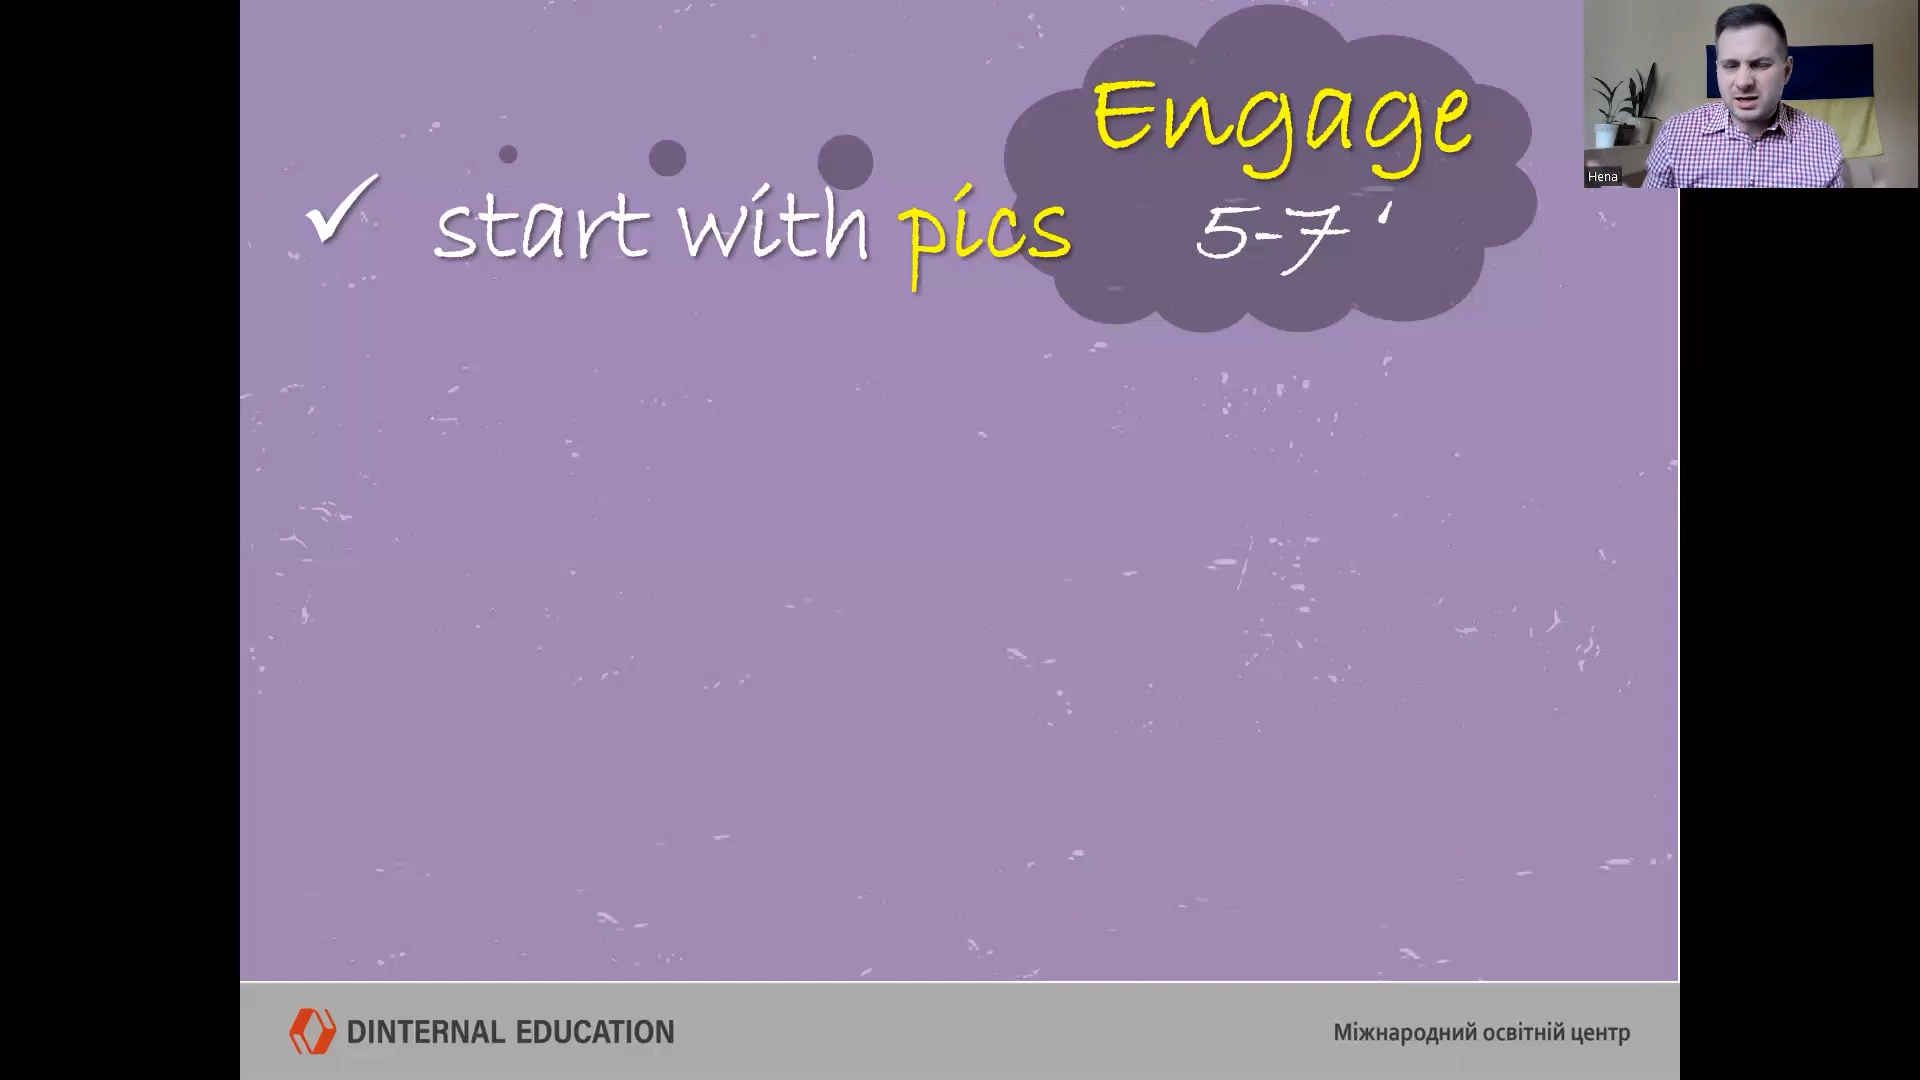 Engage
✓ start with pics 5-7 '
Hena
DINTERNAL EDUCATION
Міжнародний освітній центр